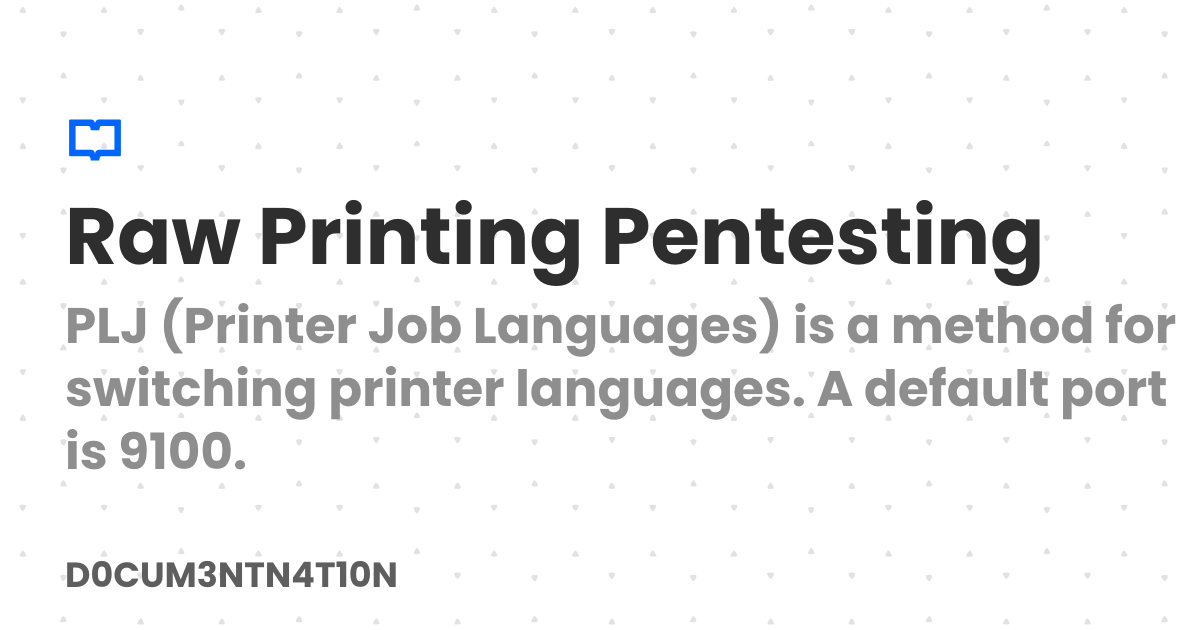 Raw Printing Pentesting
PLJ (Printer Job Languages) is a method for
switching printer languages. A default port
is 9100.
D0CUM3NTN4T10N